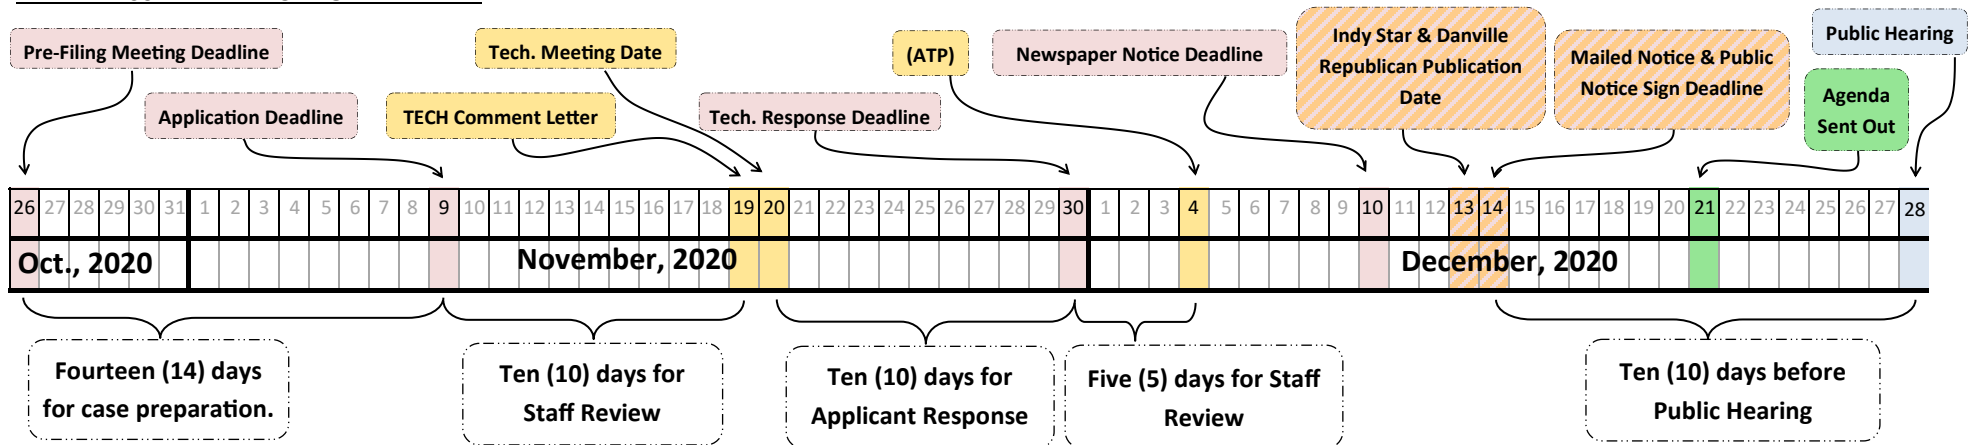 Pre-Filing Meeting Deadline
Application Deadline
Tech. Meeting Date
TECH Comment Letter
Tech. Response Deadline
(ATP)
Newspaper Notice Deadline
Indy Star & Danville
Republican Publication
Date
Mailed Notice & Public
Notice Sign Deadline
Agenda
Sent Out
Public Hearing
26 27 28 29 30 31 1 2 3 4 5 6 7 8 9 10 11 12 13 14 15 16 17 18 19 20 21 22 23 24 25 26 27 28 29 30 1 2 3 4 5 6 7 8 9 10 11 12 13 14 15 16 17 18 19 20 21 22 23 24 25 26 27 28
Oct., 2020
November, 2020
December, 2020
Fourteen (14) days
for case preparation.
Ten (10) days for
Staff Review
Ten (10) days for
Applicant Response
Five (5) days for Staff
Review
Ten (10) days before
Public Hearing